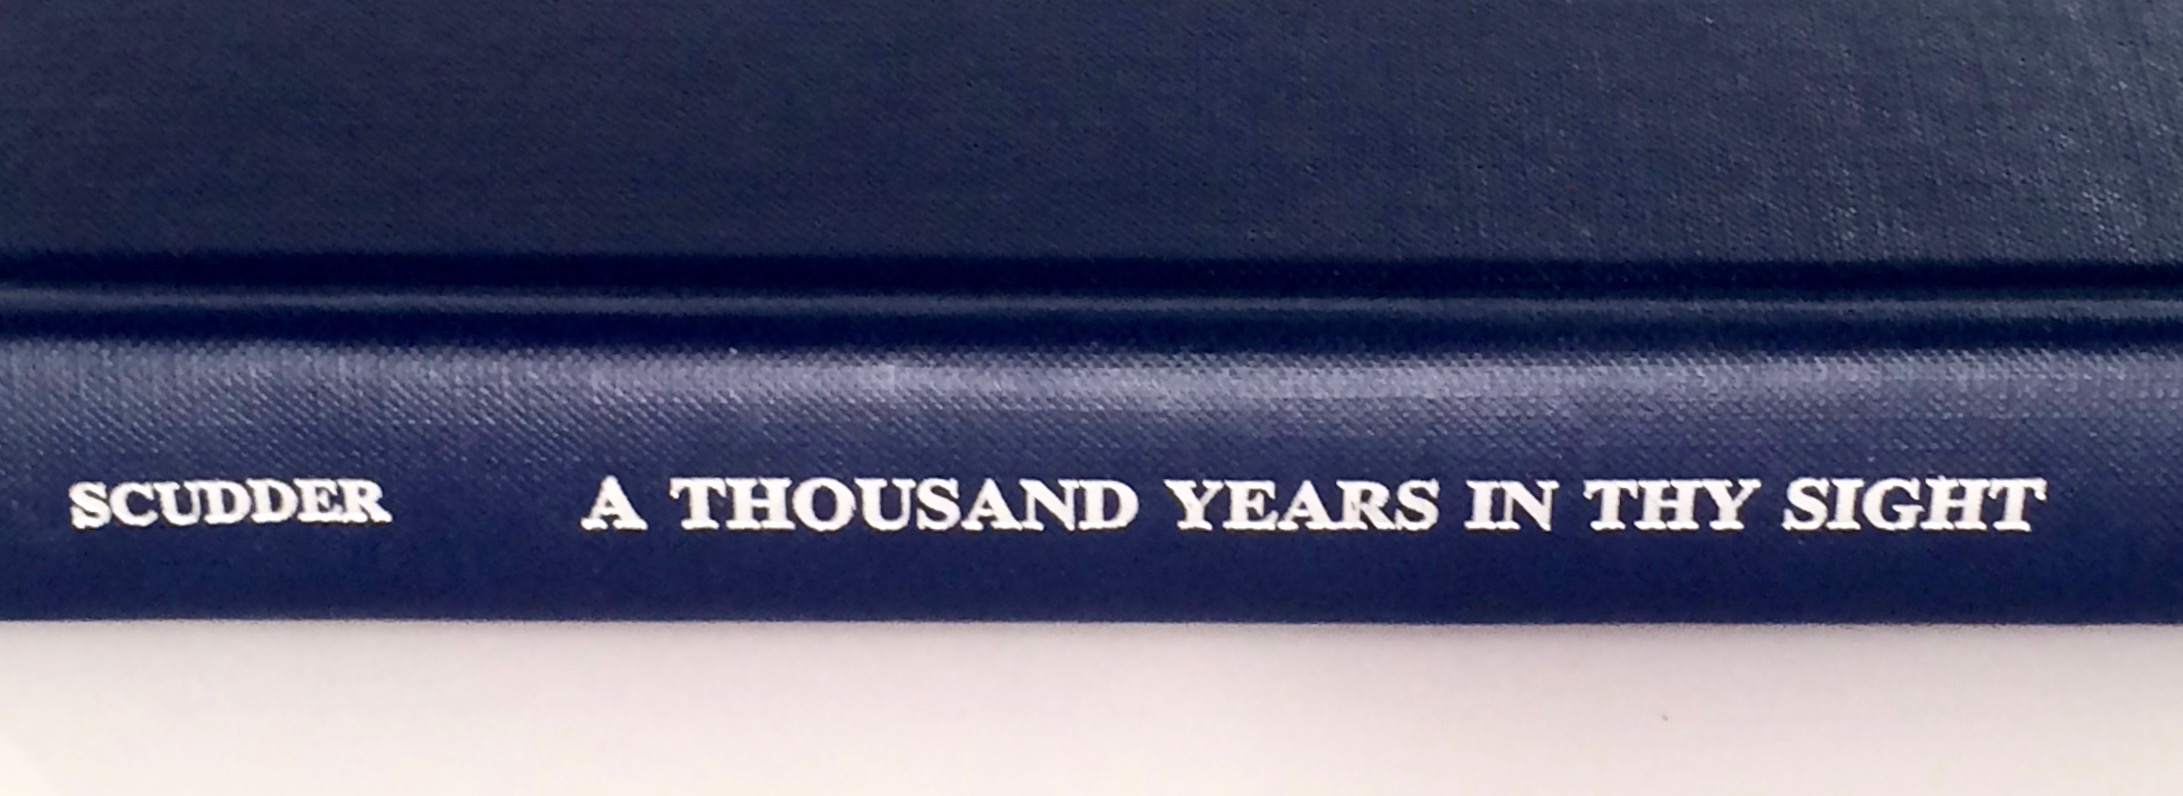 SCUDDER A THOUSAND YEARS IN THY SIGHT